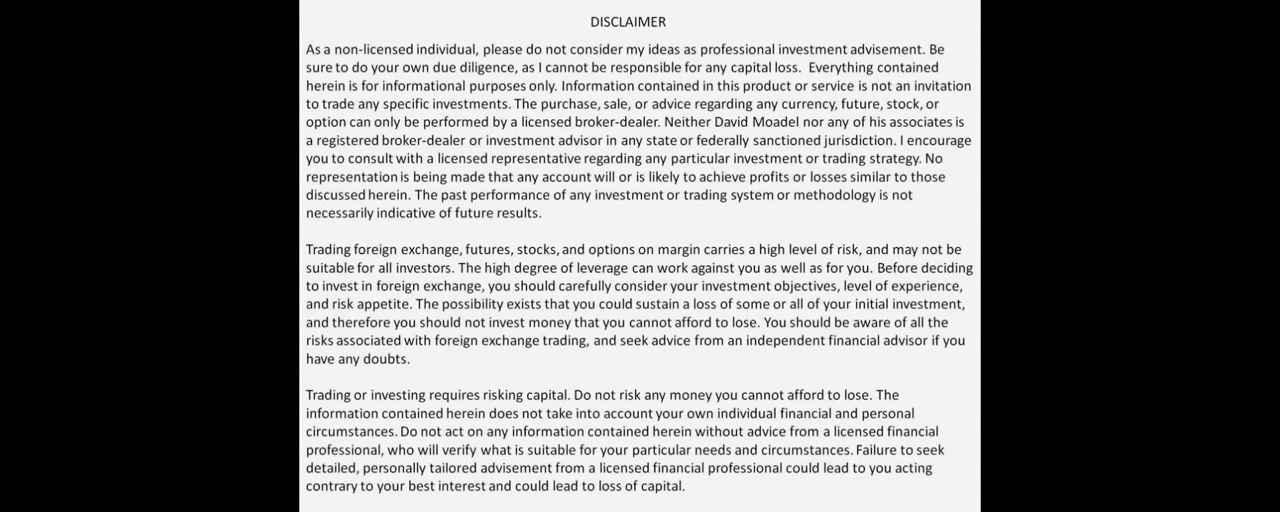 DISCLAIMER
As a non-licensed individual, please do not consider my ideas as professional investment advisement. Be
sure to do your own due diligence, as I cannot be responsible for any capital loss.  Everything contained
herein is for informational purposes only. Information contained in this product or service is not an invitation
to trade any specific investments. The purchase, sale, or advice regarding any currency, future, stock, or
option can only be performed by a licensed broker-dealer. Neither David Moadel nor any of his associates is
a registered broker-dealer or investment advisor in any state or federally sanctioned jurisdiction. I encourage
you to consult with a licensed representative regarding any particular investment or trading strategy. No
representation is being made that any account will or is likely to achieve profits or losses similar to those
discussed herein. The past performance of any investment or trading system or methodology is not
necessarily indicative of future results.
Trading foreign exchange, futures, stocks, and options on margin carries a high level of risk, and may not be
suitable for all investors. The high degree of leverage can work against you as well as for you. Before deciding
to invest in foreign exchange, you should carefully consider your investment objectives, level of experience,
and risk appetite. The possibility exists that you could sustain a loss of some or all of your initial investment,
and therefore you should not invest money that you cannot afford to lose. You should be aware of all the
risks associated with foreign exchange trading, and seek advice from an independent financial advisor if you
have any doubts.
Trading or investing requires risking capital. Do not risk any money you cannot afford to lose. The
information contained herein does not take into account your own individual financial and personal
circumstances. Do not act on any information contained herein without advice from a licensed financial
professional, who will verify what is suitable for your particular needs and circumstances. Failure to seek
detailed, personally tailored advisement from a licensed financial professional could lead to you acting
contrary to your best interest and could lead to loss of capital.